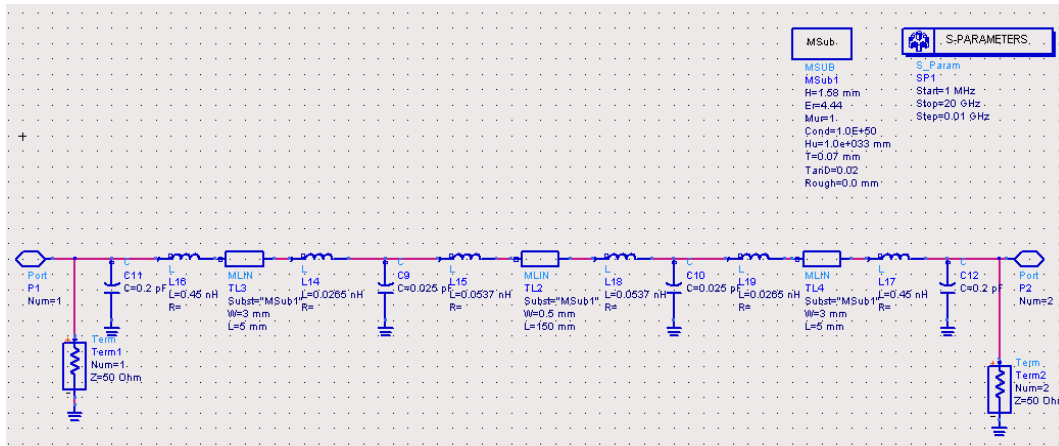 MSub
MSUB
MSub1
H=1.58 mm
Er=4.44
Mur=1
Cond=1.0E+50
Hu=1.0e+033 mm
T=0.07 mm
TanD=0.02
Rough=0.0 mm
S-PARAMETERS
S_Param
SP1
Start=1 MHz
Stop=20 GHz
Step=0.01 GHz
Port
P1
Num=1
Term
Term1
Num=1
Z=50 Ohm
C
C11
C=0.2 pF
L
L16
L=0.45 nH
R=
MLIN
TL3
Subst="MSub1"
W=3 mm
L=5 mm
L
L14
L=0.0265 nH
R=
C
C9
C=0.025 pF
L
L15
L=0.0537 nH
R=
MLIN
TL2
Subst="MSub1"
W=0.5 mm
L=150 mm
L
L18
L=0.0537 nH
R=
C
C10
C=0.025 pF
L
L19
L=0.0265 nH
R=
MLIN
TL4
Subst="MSub1"
W=3 mm
L=5 mm
L
L17
L=0.45 nH
R=
C
C12
C=0.2 pF
Port
P2
Num=2
Term
Term2
Num=2
Z=50 Oh